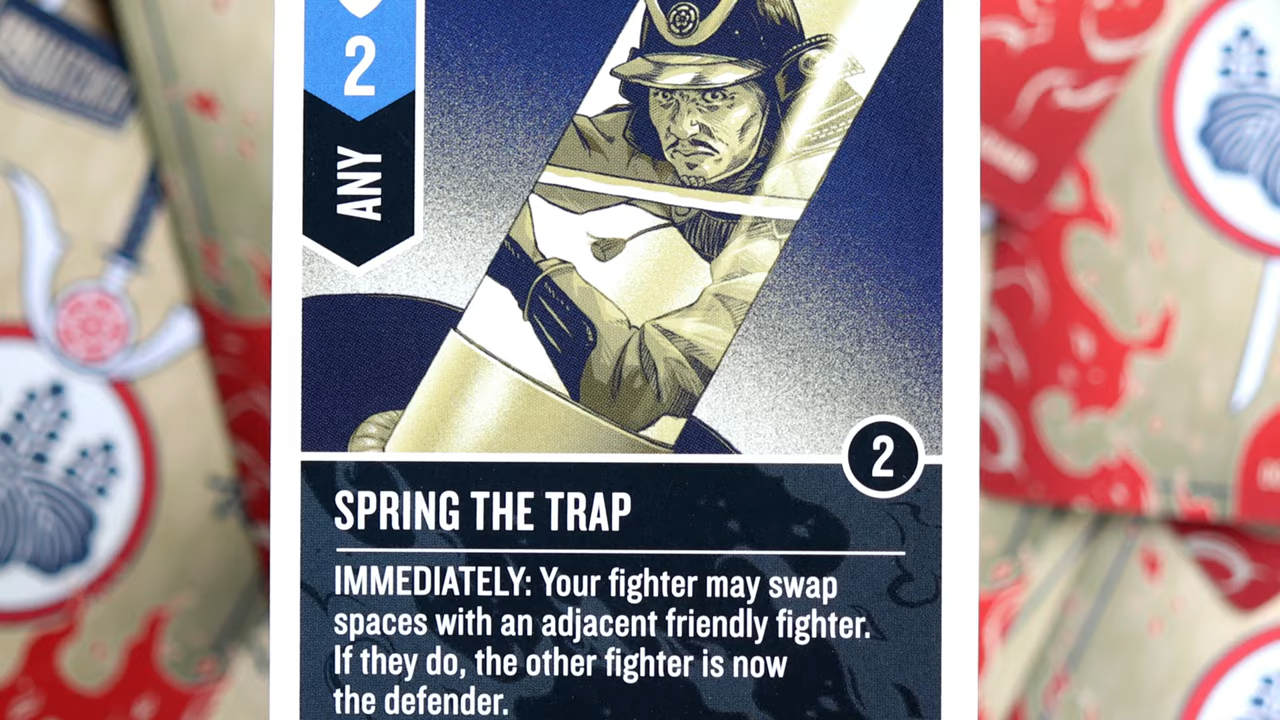 2
ANY
2
SPRING THE TRAP
IMMEDIATELY: Your fighter may swap
spaces with an adjacent friendly fighter.
If they do, the other fighter is now
the defender.